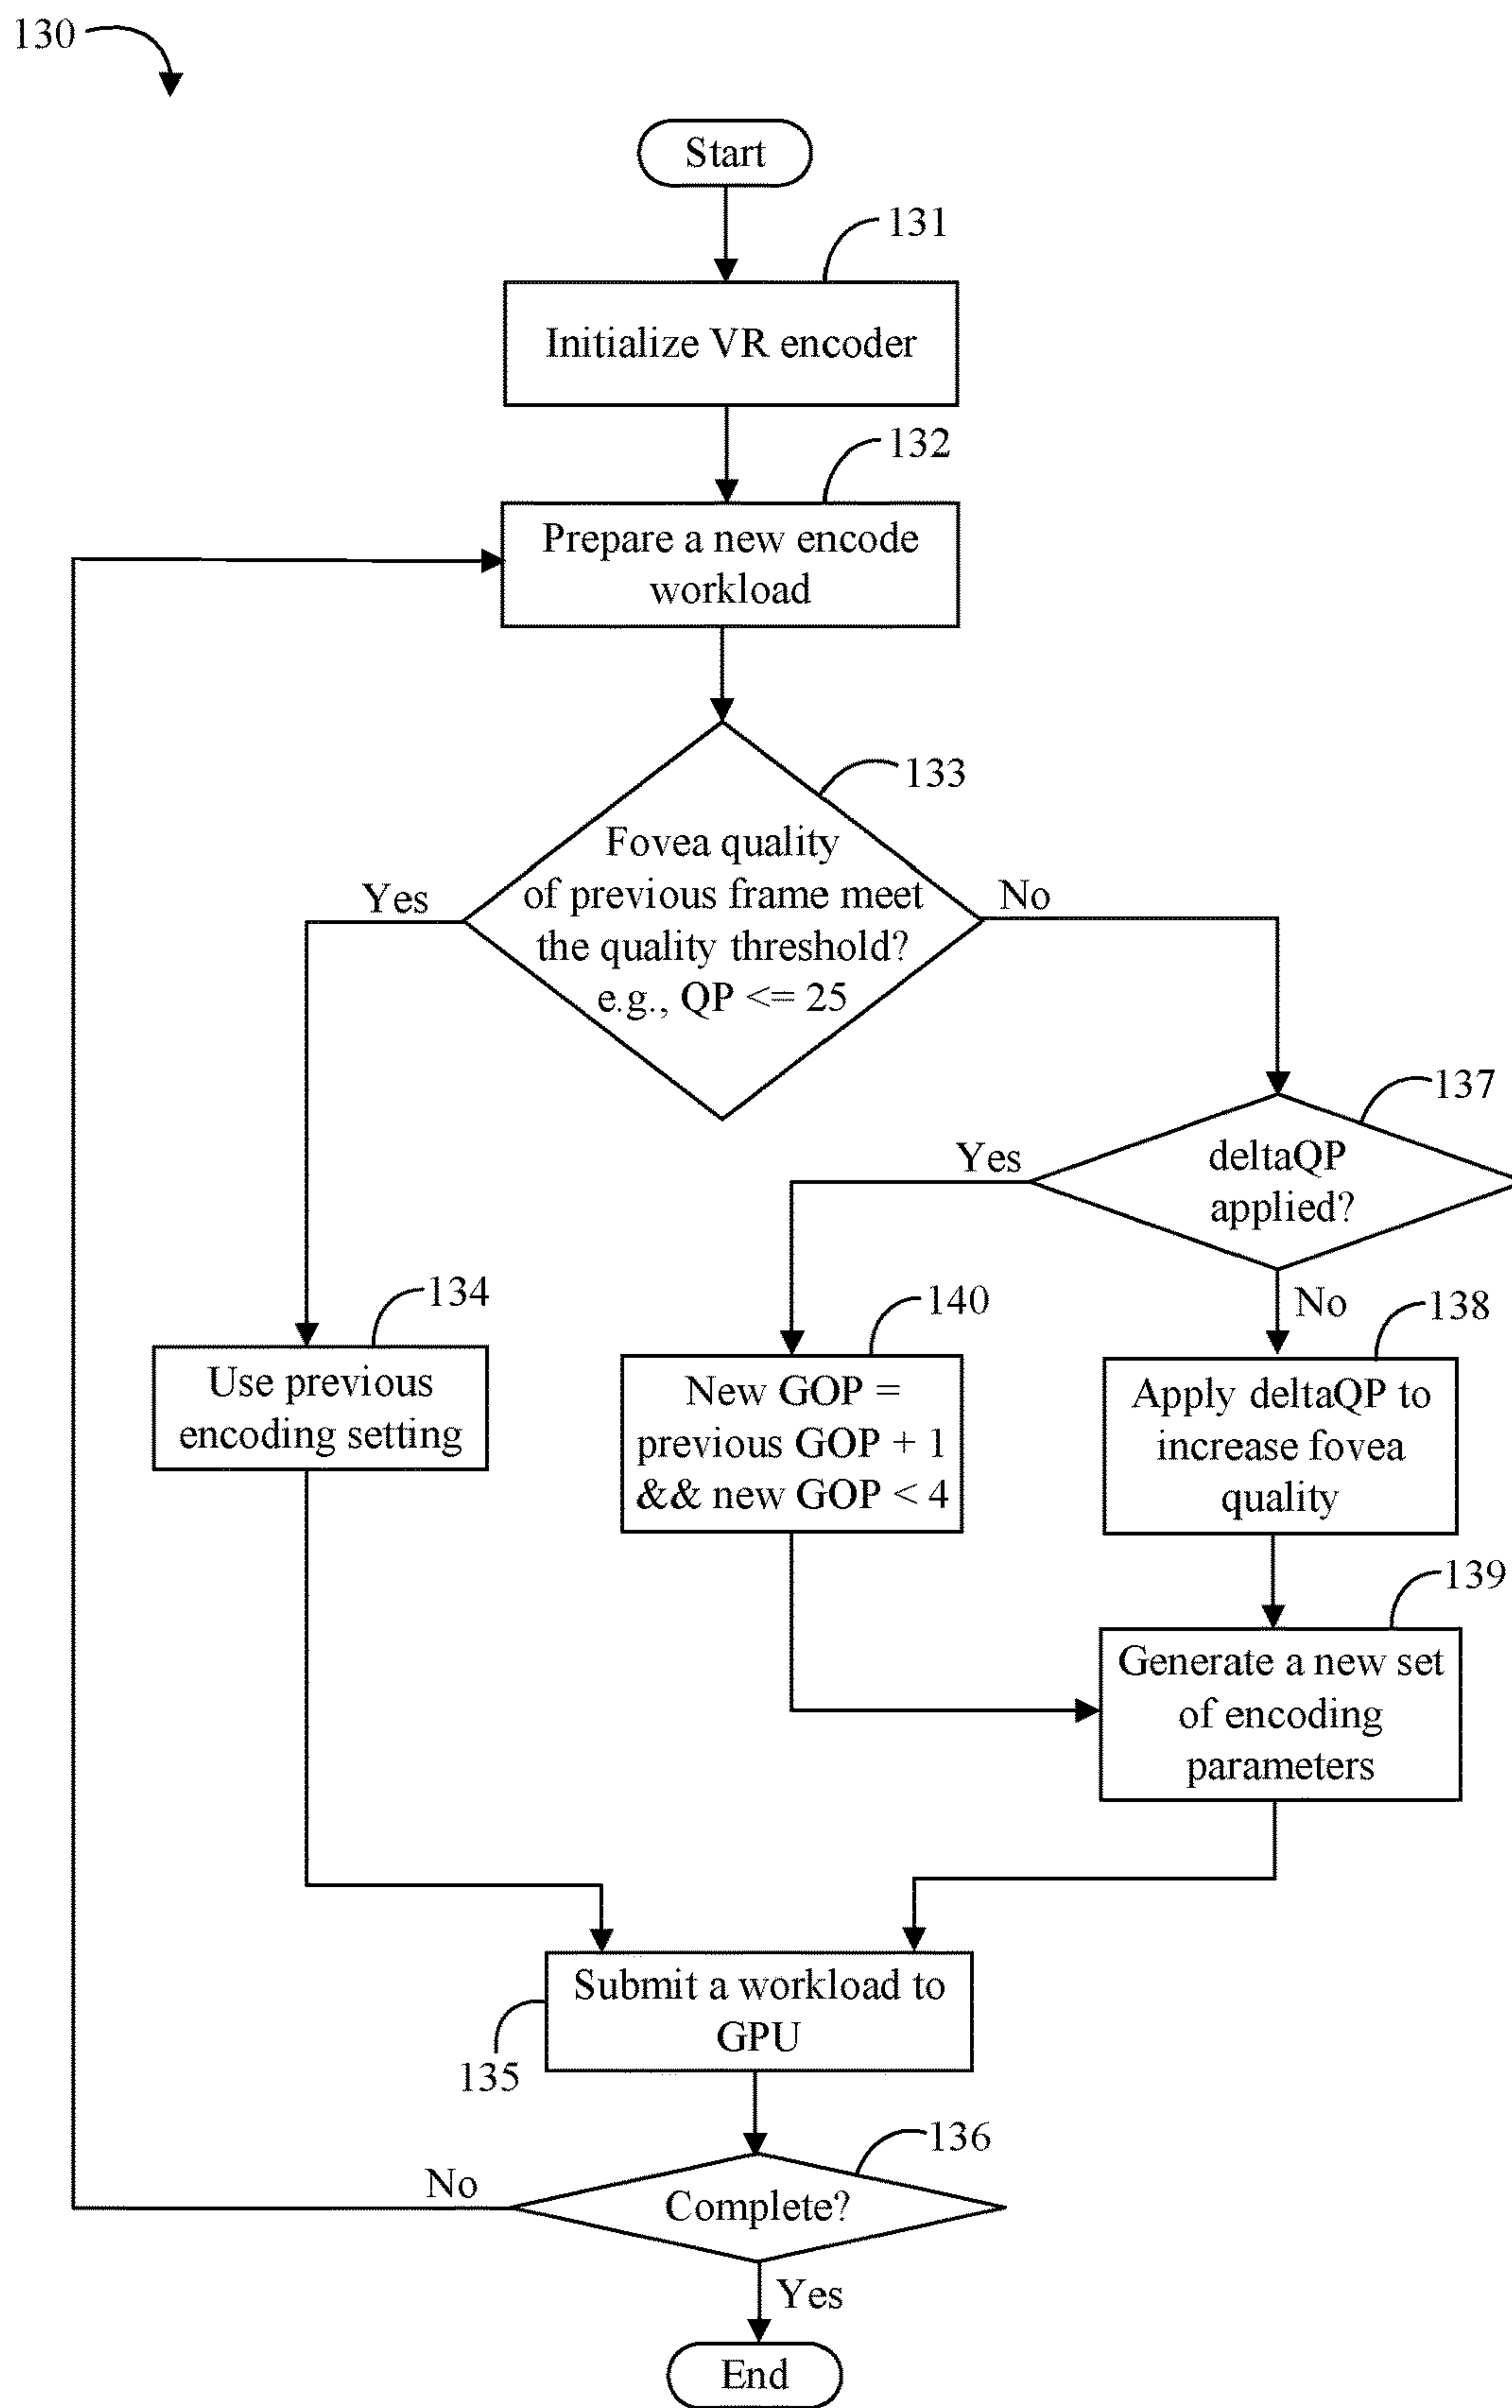 130
Start
131
Initialize VR encoder
132
Prepare a new encode
workload
133
Fovea quality
of previous frame meet
the quality threshold?
e.g., QP <= 25
Yes
No
137
deltaQP
applied?
Yes
No
134
Use previous
encoding setting
140
New GOP =
previous GOP + 1
&& new GOP < 4
138
Apply deltaQP to
increase fovea
quality
139
Generate a new set
of encoding
parameters
Submit a workload to
GPU
135
136
Complete?
No
Yes
End